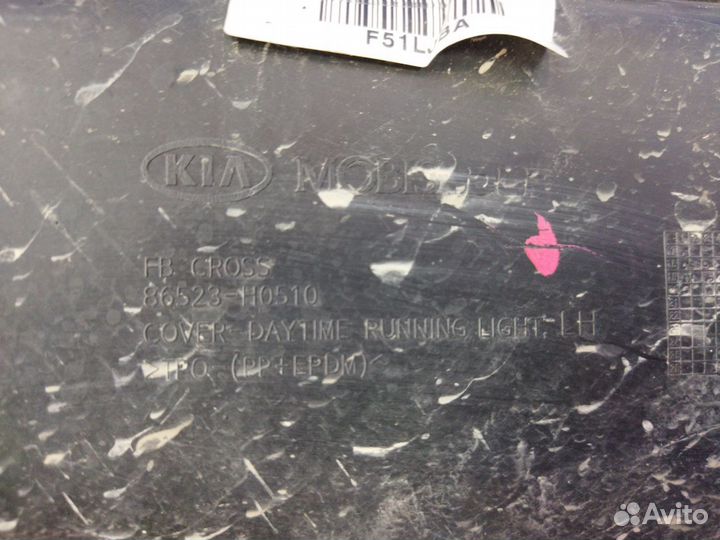 F51L
KIA MOBIS
FB CROSS
86523-H0510
COVER-DAYTIME RUNNING LIGHT,LH
>TPO (PP+EPDM)<
Avito